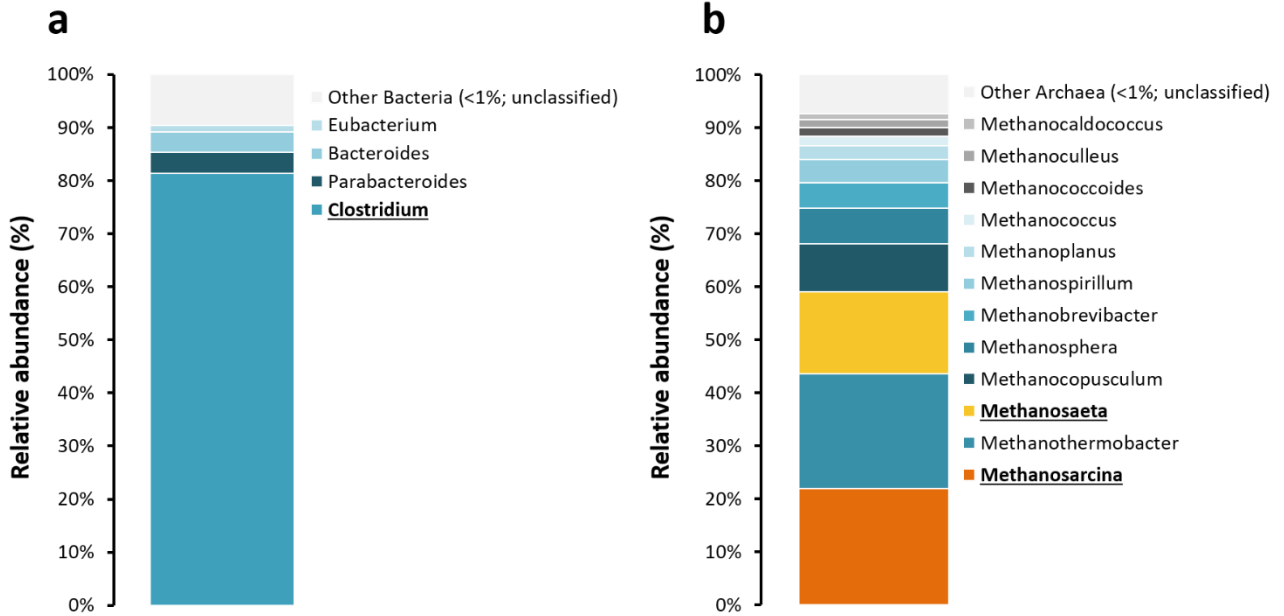 a
Relative abundance (%)
100%
90%
80%
70%
60%
50%
40%
30%
20%
10%
0%
Other Bacteria (<1%; unclassified)
Eubacterium
Bacteroides
Parabacteroides
Clostridium
b
Relative abundance (%)
100%
90%
80%
70%
60%
50%
40%
30%
20%
10%
0%
Other Archaea (<1%; unclassified)
Methanocaldococcus
Methanoculleus
Methanococcoides
Methanococcus
Methanoplanus
Methanospirillum
Methanobrevibacter
Methanosphera
Methanocopusculum
Methanosaeta
Methanothermobacter
Methanosarcina